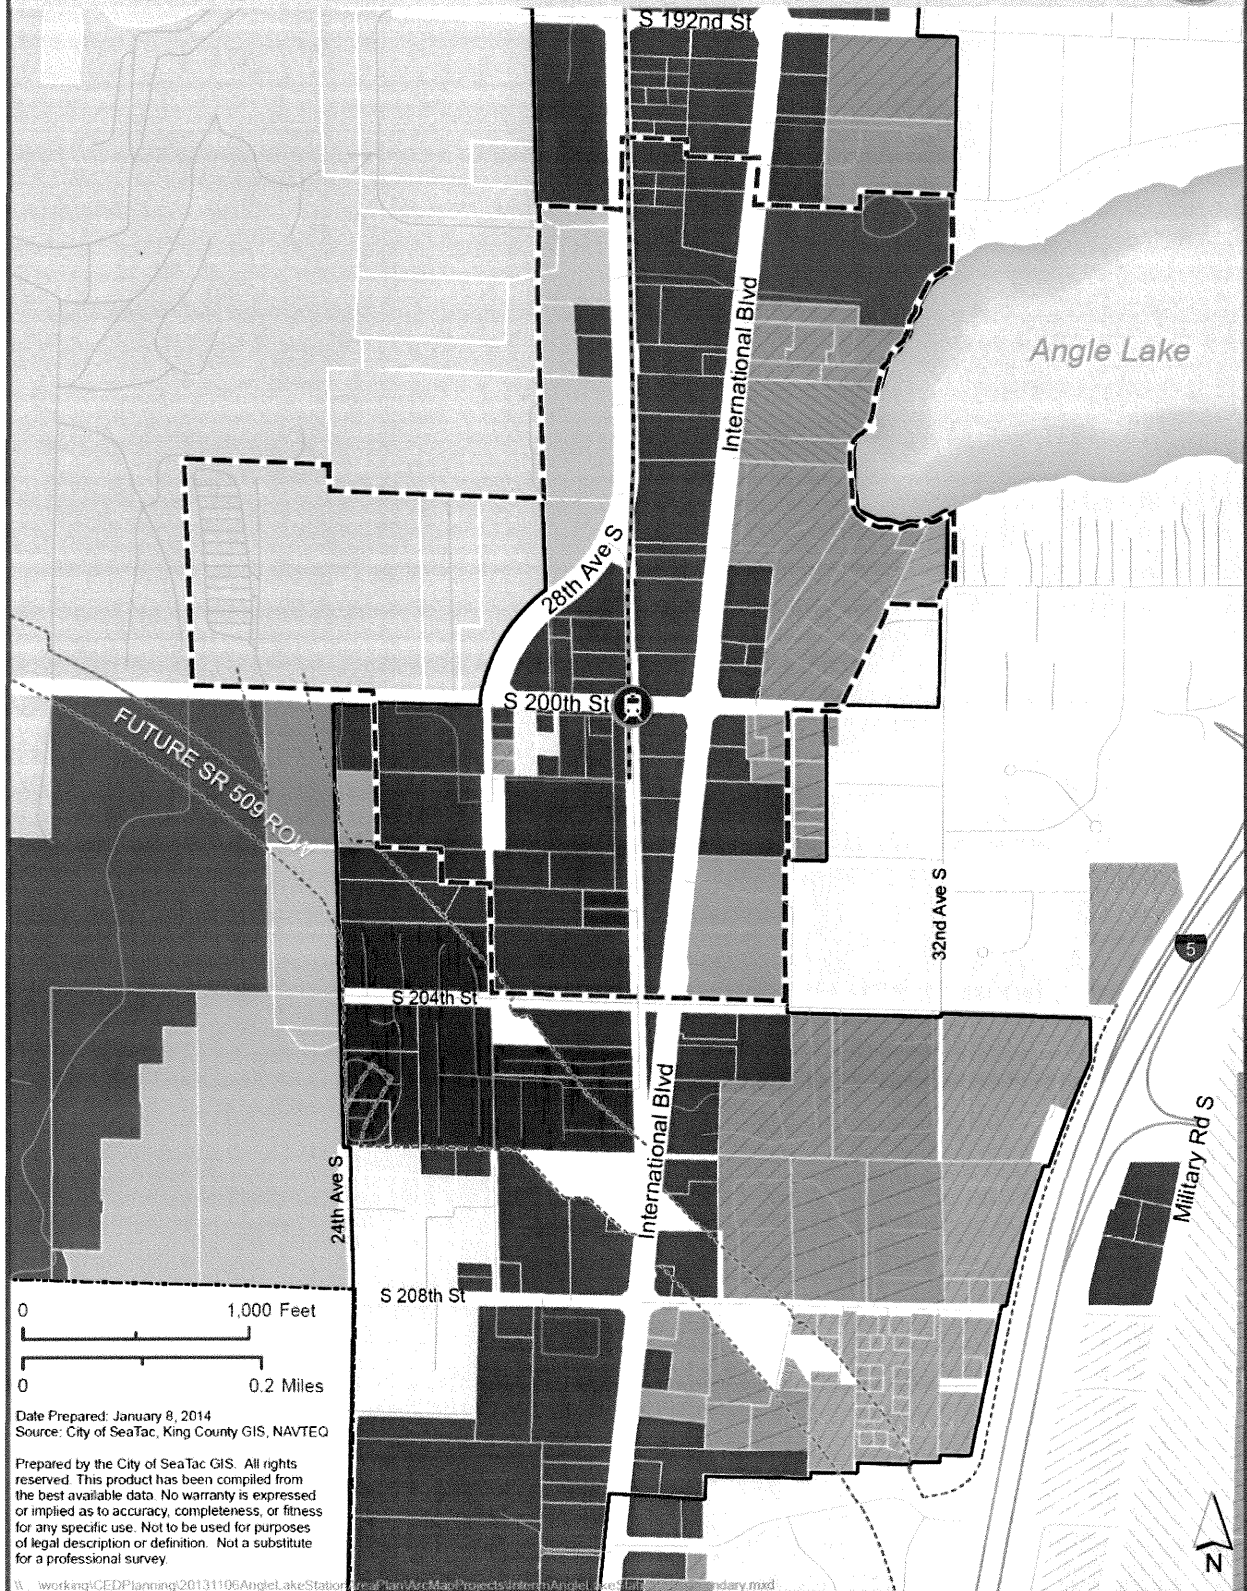 S 192nd St
International Blvd
Angle Lake
28th Ave S
S 200th St
FUTURE SR 509 ROW
32nd Ave S
5
S 204th St
International Blvd
Military Rd S
24th Ave S
S 208th St
0 1,000 Feet
0 0.2 Miles
Date Prepared: January 8, 2014
Source: City of SeaTac, King County GIS, NAVTEQ
Prepared by the City of SeaTac GIS. All rights
reserved. This product has been compiled from
the best available data. No warranty is expressed
or implied as to accuracy, completeness, or fitness
for any specific use. Not to be used for purposes
of legal description or definition. Not a substitute
for a professional survey.
N